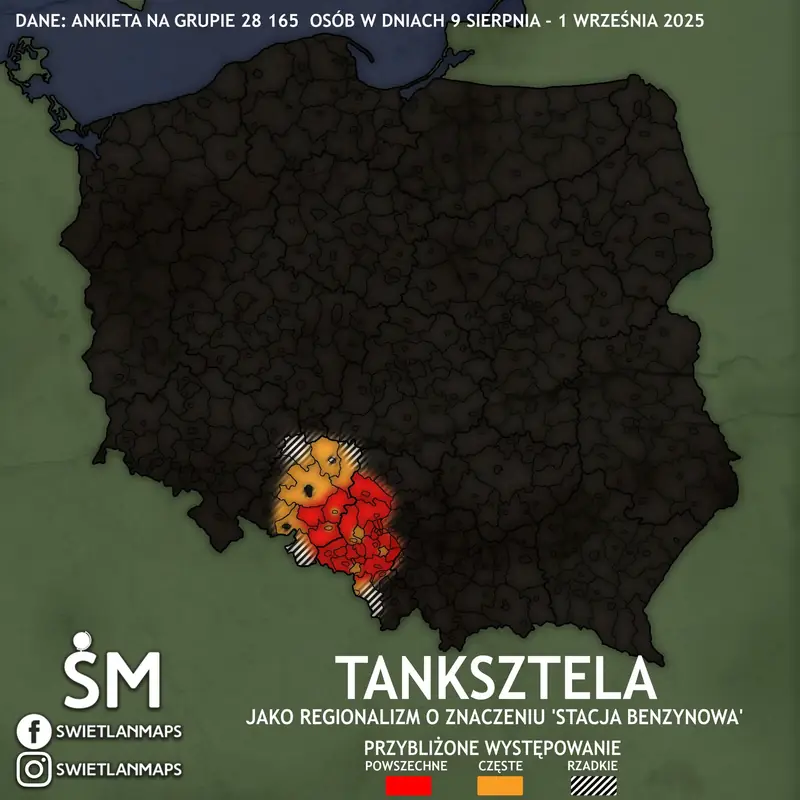 DANE: ANKIETA NA GRUPIE 28 165 OSÓB W DNIACH 9 SIERPNIA - 1 WRZEŚNIA 2025
ŚM
SWIETLANMAPS
SWIETLANMAPS
TANKSZTELA
JAKO REGIONALIZM O ZNACZENIU 'STACJA BENZYNOWA'
PRZYBLIŻONE WYSTĘPOWANIE
POWSZECHNE CZĘSTE RZADKIE